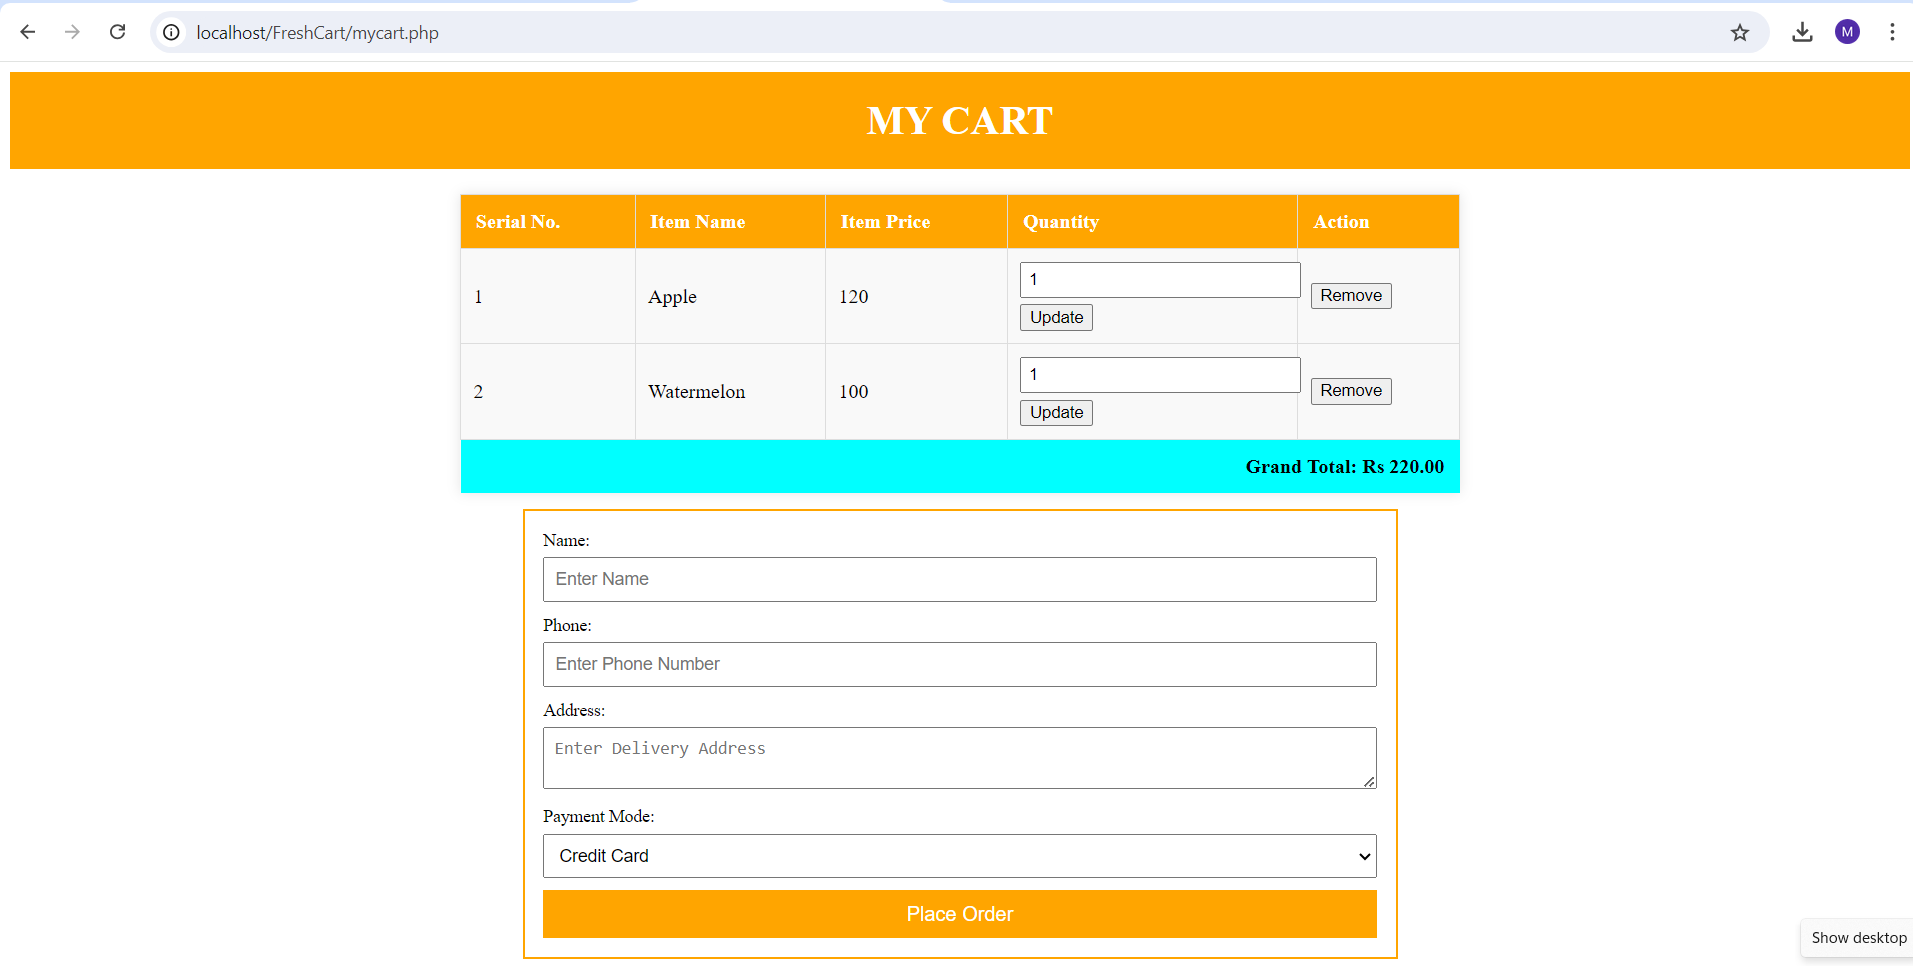 localhost/FreshCart/mycart.php
M
MY CART
Serial No. Item Name Item Price Quantity Action
1 Apple 120 1 Remove
Update
2 Watermelon 100 1 Remove
Update
Grand Total: Rs 220.00
Name:
Enter Name
Phone:
Enter Phone Number
Address:
Enter Delivery Address
Payment Mode:
Credit Card
Place Order
Show desktop